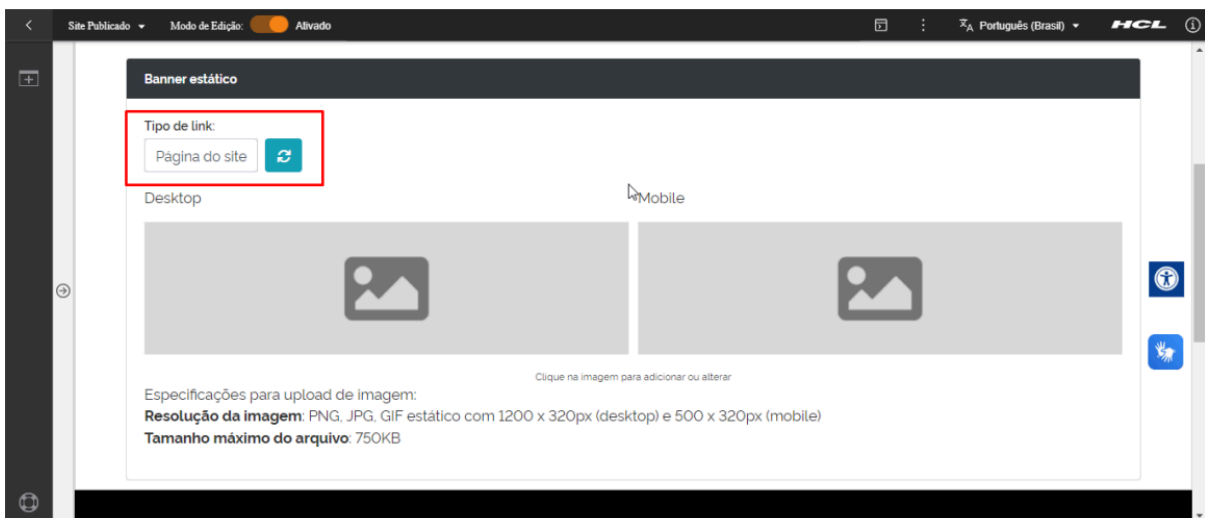 Site Publicado Modo de Edição: Ativado Português (Brasil) HCL
Banner estático
Tipo de link:
Página do site
Desktop Mobile
Clique na imagem para adicionar ou alterar
Especificações para upload de imagem:
Resolução da imagem: PNG, JPG, GIF estático com 1200 x 320px (desktop) e 500 x 320px (mobile)
Tamanho máximo do arquivo: 750KB